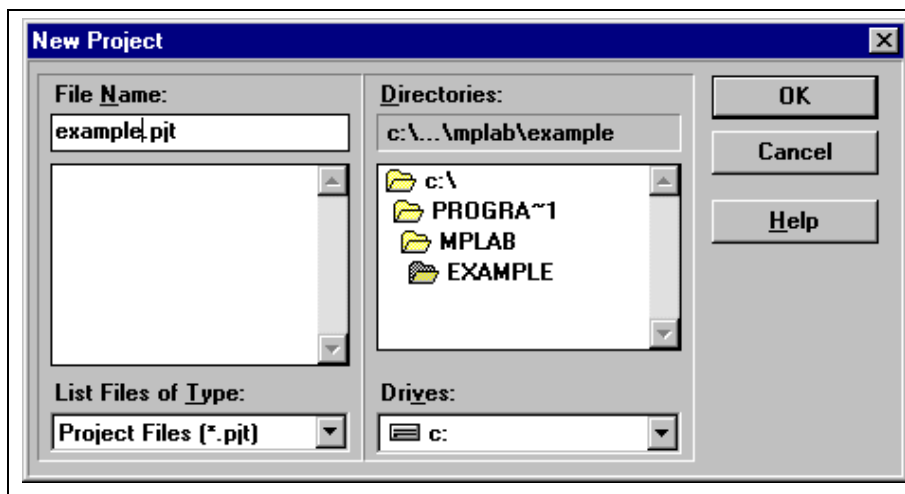 New Project
File Name:
example.pjt
List Files of Type:
Project Files (*.pjt)
Directories:
c:\...\mplab\example
c:\
PROGRA~1
MPLAB
EXAMPLE
Drives:
c:
OK
Cancel
Help